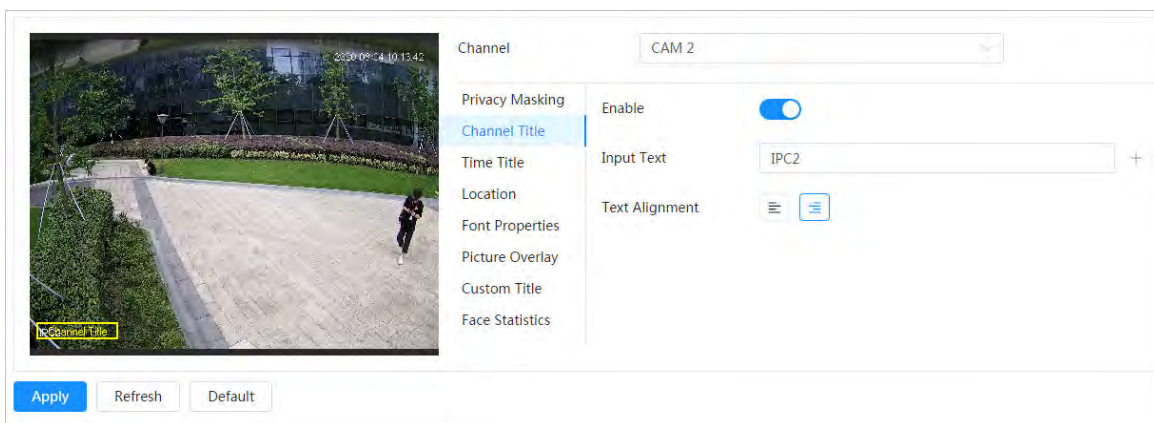 2020-09-04 10:13:42
Channel Title
Channel
CAM 2
Privacy Masking
Channel Title
Time Title
Location
Font Properties
Picture Overlay
Custom Title
Face Statistics
Enable
Input Text
IPC2
+
Text Alignment
Apply
Refresh
Default